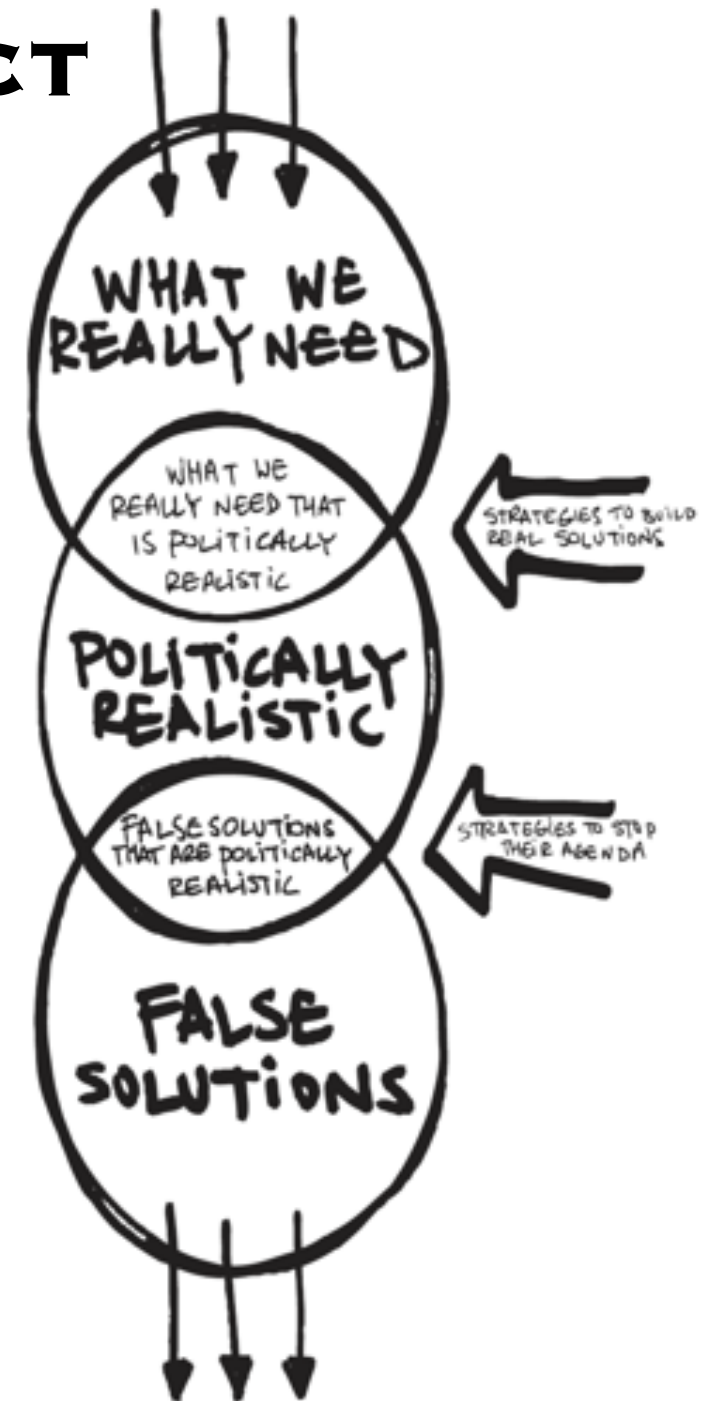 CT
WHAT WE
REALLY NEED
WHAT WE
REALLY NEED THAT
IS POLITICALLY
REALISTIC
STRATEGIES TO BUILD
REAL SOLUTIONS
POLITICALLY
REALISTIC
FALSE SOLUTIONS
THAT ARE POLITICALLY
REALISTIC
STRATEGIES TO STOP
THEIR AGENDA
FALSE
SOLUTIONS